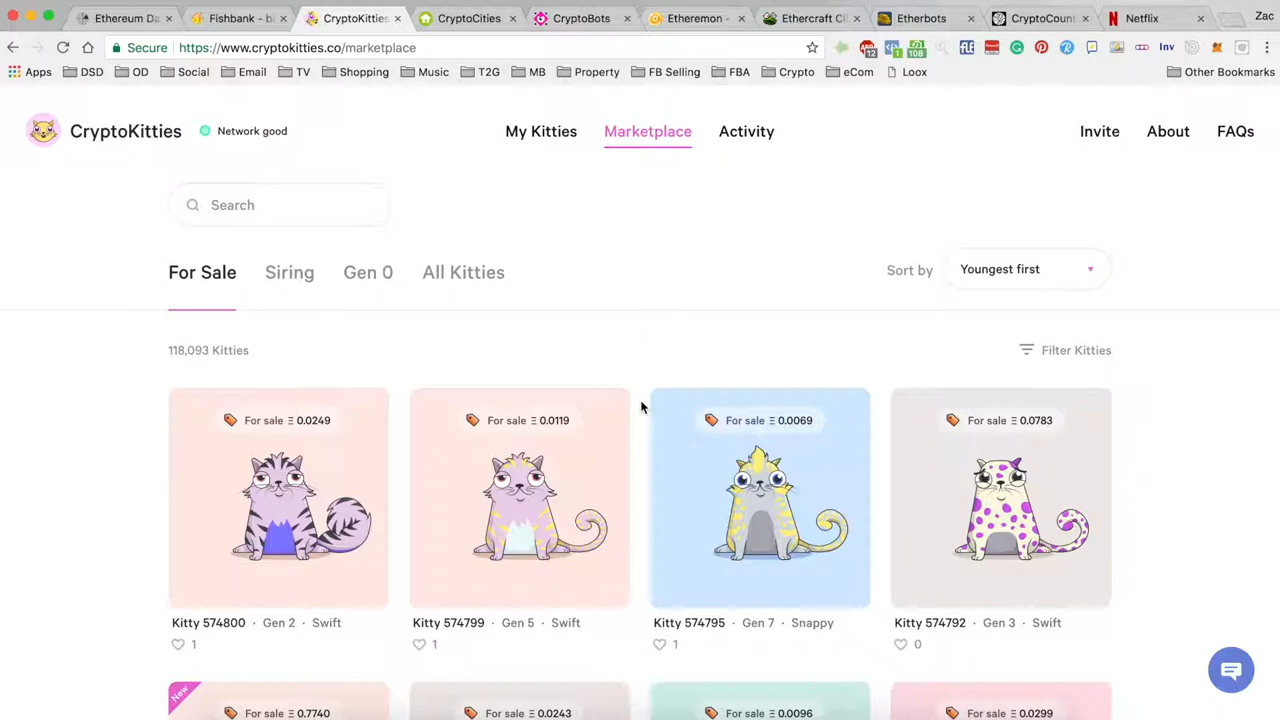 Ethereum Da
Fishbank - b
CryptoKitties
CryptoCities
CryptoBots
Etheremon -
Ethercraft Cl
Etherbots
CryptoCount
Netflix
Zac
Secure
https://www.cryptokitties.co/marketplace
12
1
108
Inv
Apps
DSD
OD
Social
Email
TV
Shopping
Music
T2G
MB
Property
FB Selling
FBA
Crypto
eCom
Loox
Other Bookmarks
CryptoKitties
Network good
My Kitties
Marketplace
Activity
Invite
About
FAQs
Search
For Sale
Siring
Gen 0
All Kitties
Sort by
Youngest first
118,093 Kitties
Filter Kitties
For sale Ξ 0.0249
For sale Ξ 0.0119
For sale Ξ 0.0069
For sale Ξ 0.0783
Kitty 574800 · Gen 2 · Swift
Kitty 574799 · Gen 5 · Swift
Kitty 574795 · Gen 7 · Snappy
Kitty 574792 · Gen 3 · Swift
1
1
1
0
New
For sale Ξ 0.7740
For sale Ξ 0.0243
For sale Ξ 0.0096
For sale Ξ 0.0299